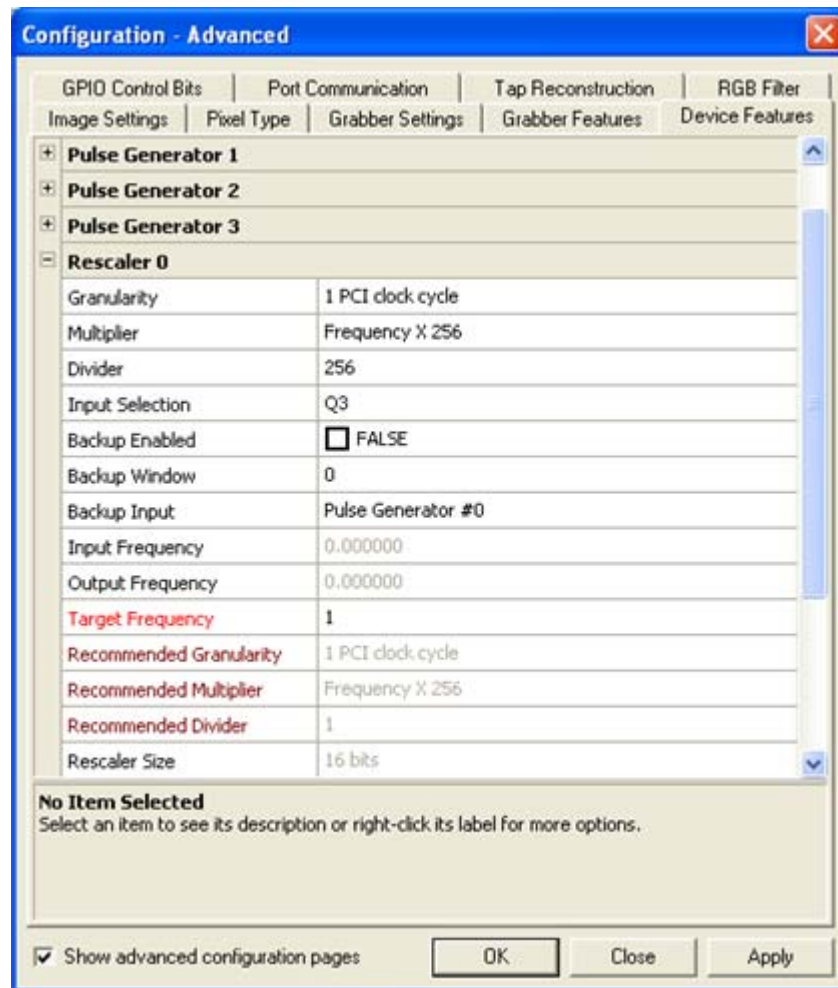 Configuration - Advanced
GPIO Control Bits Port Communication Tap Reconstruction RGB Filter
Image Settings Pixel Type Grabber Settings Grabber Features Device Features
Pulse Generator 1
Pulse Generator 2
Pulse Generator 3
Rescaler 0
Granularity 1 PCI clock cycle
Multiplier Frequency X 256
Divider 256
Input Selection Q3
Backup Enabled FALSE
Backup Window 0
Backup Input Pulse Generator #0
Input Frequency 0.000000
Output Frequency 0.000000
Target Frequency 1
Recommended Granularity 1 PCI clock cycle
Recommended Multiplier Frequency X 256
Recommended Divider 1
Rescaler Size 16 bits
No Item Selected
Select an item to see its description or right-click its label for more options.
Show advanced configuration pages OK Close Apply